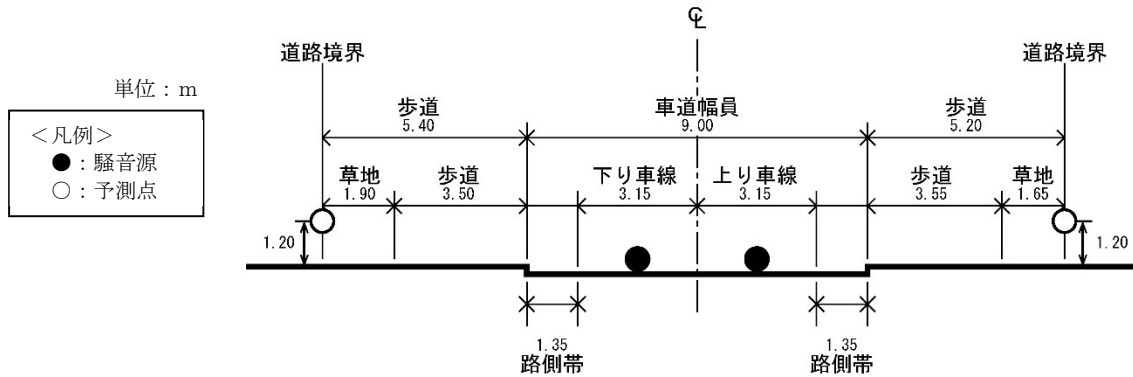 ℄
道路境界
道路境界
単位：m
歩道
5.40
車道幅員
9.00
歩道
5.20
＜凡例＞
●：騒音源
○：予測点
草地
1.90
歩道
3.50
下り車線
3.15
上り車線
3.15
歩道
3.55
草地
1.65
1.20
1.20
1.35
路側帯
1.35
路側帯